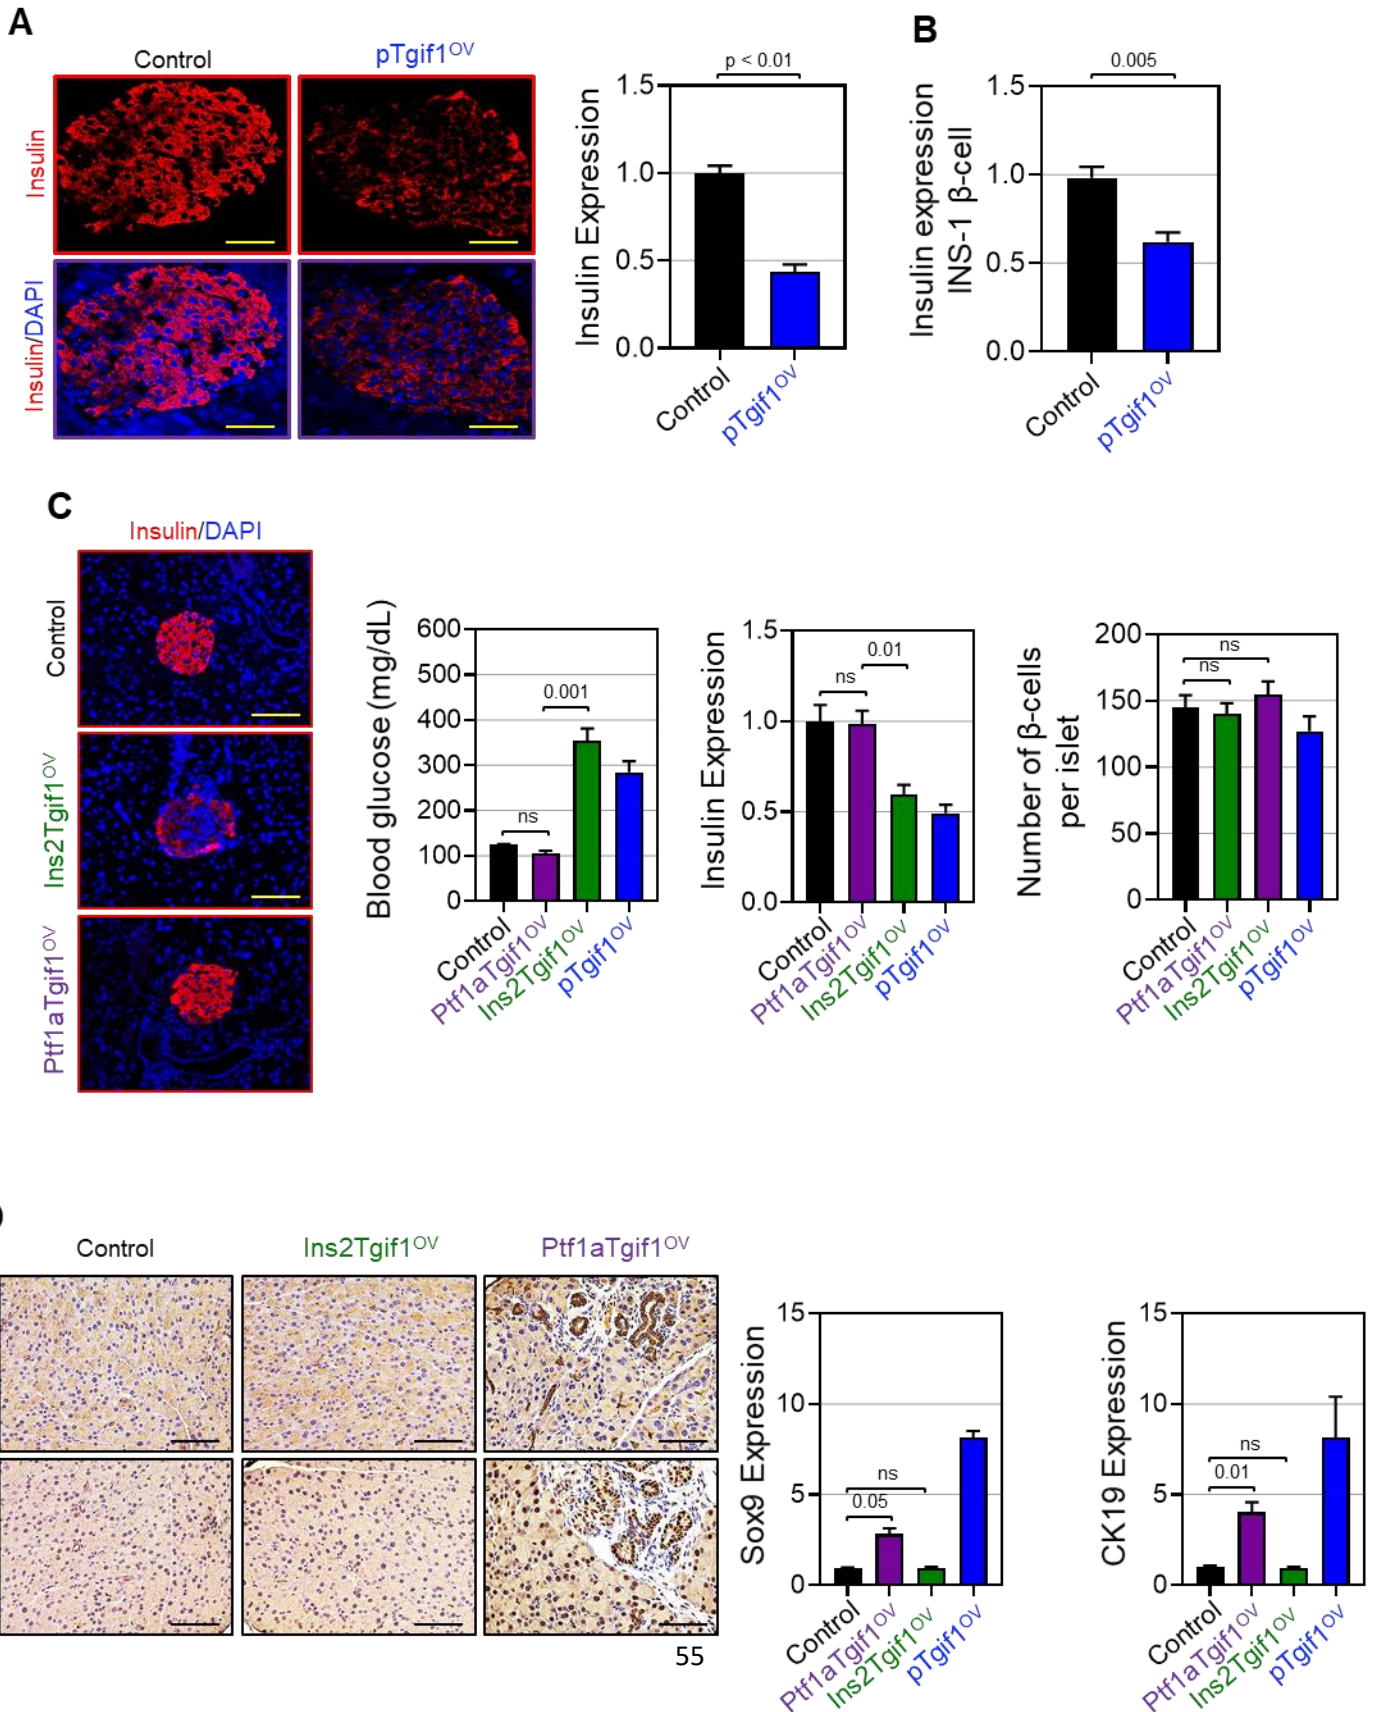 A
B
Control
pTgif1OV
Insulin
Insulin/DAPI
Insulin Expression
1.5
1.0
0.5
0.0
p < 0.01
Control
pTgif1OV
Insulin expression
INS-1 β-cell
1.5
1.0
0.5
0.0
0.005
Control
pTgif1OV
C
Insulin/DAPI
Control
Ins2Tgif1OV
Ptf1aTgif1OV
Blood glucose (mg/dL)
600
500
400
300
200
100
0
0.001
ns
Control
Ptf1aTgif1OV
Ins2Tgif1OV
pTgif1OV
Insulin Expression
1.5
1.0
0.5
0.0
0.01
ns
Control
Ptf1aTgif1OV
Ins2Tgif1OV
pTgif1OV
Number of β-cells
per islet
200
150
100
50
0
ns
ns
Control
Ptf1aTgif1OV
Ins2Tgif1OV
pTgif1OV
Control
Ins2Tgif1OV
Ptf1aTgif1OV
Sox9 Expression
15
10
5
0
ns
0.05
Control
Ptf1aTgif1OV
Ins2Tgif1OV
pTgif1OV
CK19 Expression
15
10
5
0
ns
0.01
Control
Ptf1aTgif1OV
Ins2Tgif1OV
pTgif1OV
55